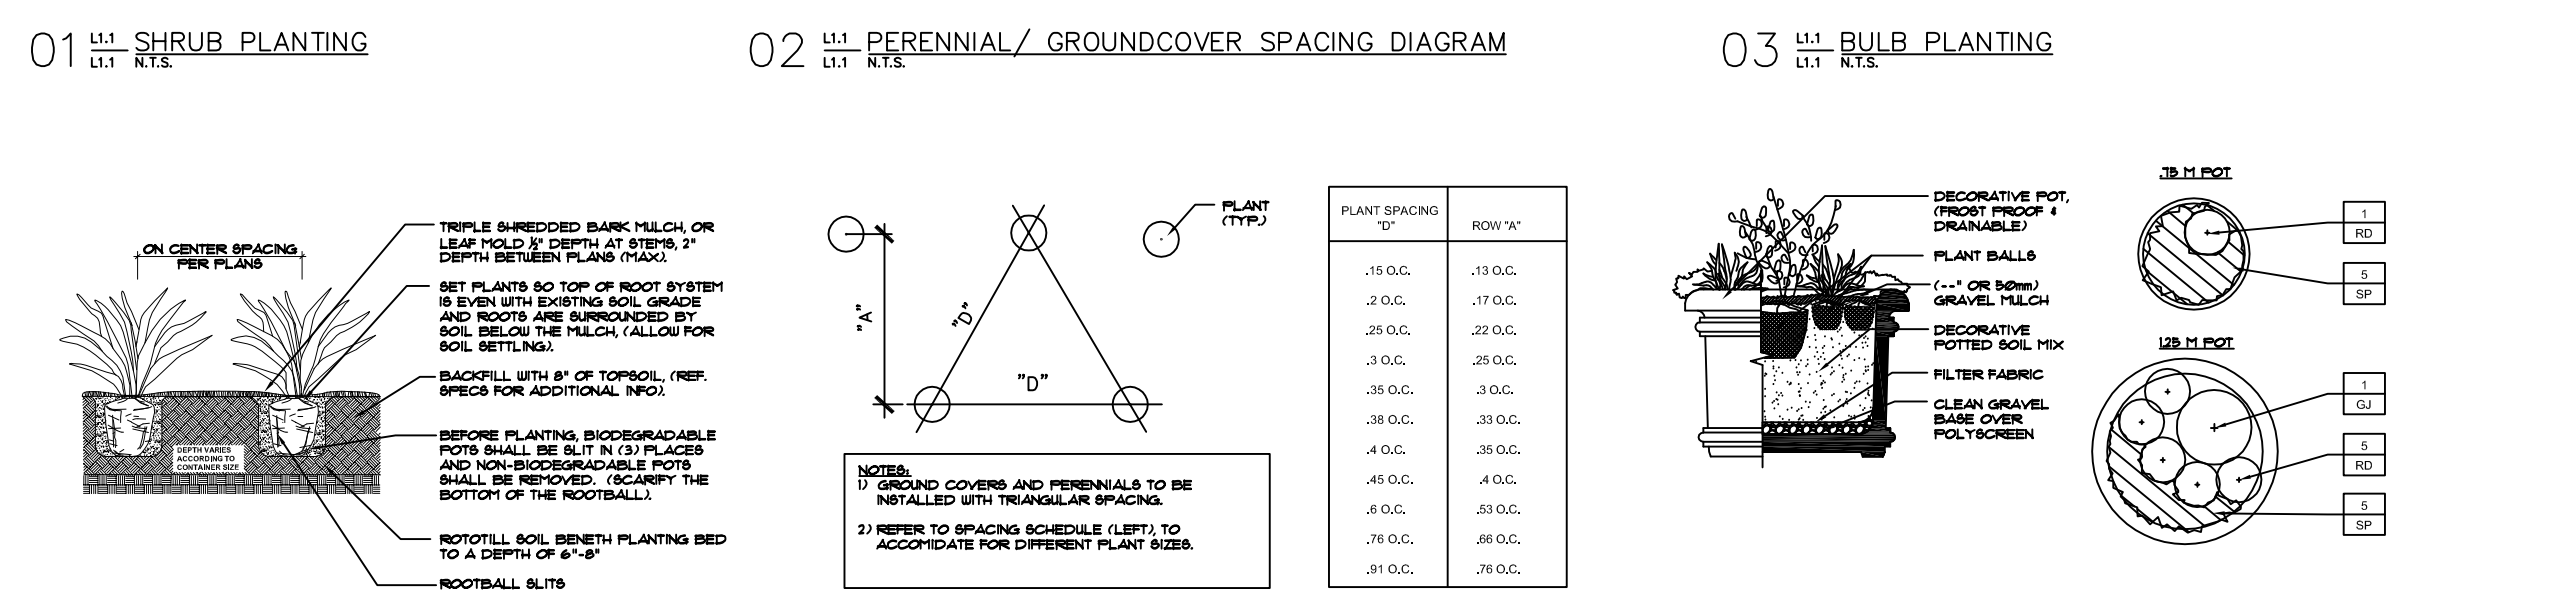 01 L1.1 SHRUB PLANTING
L1.1 N.T.S.
ON CENTER SPACING
PER PLANS
DEPTH VARIES
ACCORDING TO
CONTAINER SIZE
TRIPLE SHREDDED BARK MULCH, OR
LEAF MOLD ½" DEPTH AT STEMS, 2"
DEPTH BETWEEN PLANS (MAX).
SET PLANTS SO TOP OF ROOT SYSTEM
IS EVEN WITH EXISTING SOIL GRADE
AND ROOTS ARE SURROUNDED BY
SOIL BELOW THE MULCH, (ALLOW FOR
SOIL SETTLING).
BACKFILL WITH 8" OF TOPSOIL, (REF.
SPECS FOR ADDITIONAL INFO).
BEFORE PLANTING, BIODEGRADABLE
POTS SHALL BE SLIT IN (3) PLACES
AND NON-BIODEGRADABLE POTS
SHALL BE REMOVED. (SCARIFY THE
BOTTOM OF THE ROOTBALL).
ROTOTILL SOIL BENETH PLANTING BED
TO A DEPTH OF 6"-8"
ROOTBALL SLITS
02 L1.1 PERENNIAL/ GROUNDCOVER SPACING DIAGRAM
L1.1 N.T.S.
PLANT
(TYP.)
"A"
"D"
"D"
NOTES:
1) GROUND COVERS AND PERENNIALS TO BE
INSTALLED WITH TRIANGULAR SPACING.
2) REFER TO SPACING SCHEDULE (LEFT), TO
ACCOMIDATE FOR DIFFERENT PLANT SIZES.
PLANT SPACING
"D" ROW "A"
.15 O.C. .13 O.C.
.2 O.C. .17 O.C.
.25 O.C. .22 O.C.
.3 O.C. .25 O.C.
.35 O.C. .3 O.C.
.38 O.C. .33 O.C.
.4 O.C. .35 O.C.
.45 O.C. .4 O.C.
.6 O.C. .53 O.C.
.76 O.C. .66 O.C.
.91 O.C. .76 O.C.
03 L1.1 BULB PLANTING
L1.1 N.T.S.
DECORATIVE POT,
(FROST PROOF &
DRAINABLE)
PLANT BALLS
(--" OR 50mm)
GRAVEL MULCH
DECORATIVE
POTTED SOIL MIX
FILTER FABRIC
CLEAN GRAVEL
BASE OVER
POLYSCREEN
.75 M POT
1
RD
5
SP
1.25 M POT
1
GJ
5
RD
5
SP